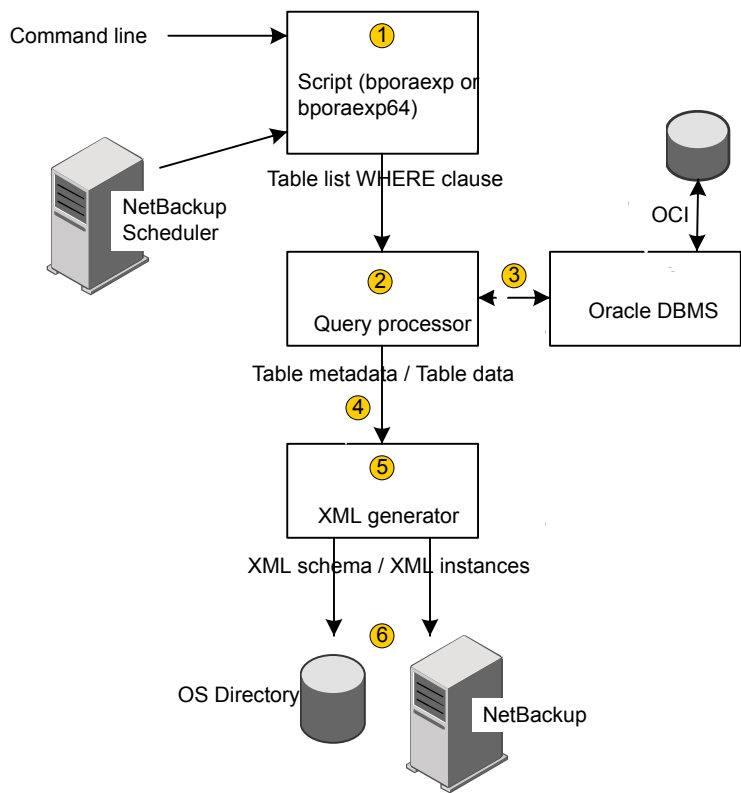 Command line
1
Script (bporaexp or
bporaexp64)
NetBackup
Scheduler
Table list WHERE clause
OCI
2
Query processor
3
Oracle DBMS
Table metadata / Table data
4
5
XML generator
XML schema / XML instances
6
OS Directory
NetBackup